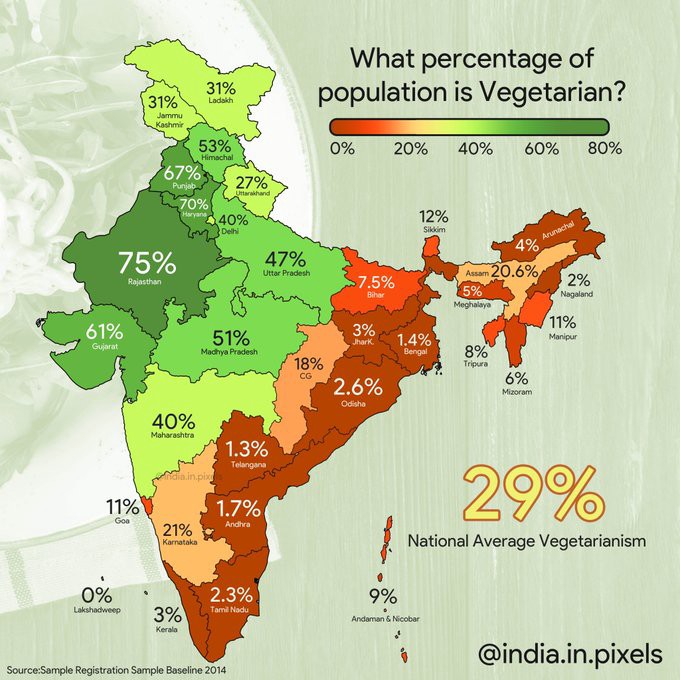 What percentage of
population is Vegetarian?
0% 20% 40% 60% 80%
31%
Ladakh
31%
Jammu
Kashmir
53%
Himachal
67%
Punjab
27%
Uttarakhand
70%
Haryana
40%
Delhi
75%
Rajasthan
47%
Uttar Pradesh
12%
Sikkim
4% Arunachal
Assam 20.6%
5%
Meghalaya
2%
Nagaland
11%
Manipur
8%
Tripura
6%
Mizoram
7.5%
Bihar
61%
Gujarat
51%
Madhya Pradesh
3%
JharK.
1.4%
Bengal
18%
CG
2.6%
Odisha
40%
Maharashtra
1.3%
Telangana
@india.in.pixels
11%
Goa
21%
Karnataka
1.7%
Andhra
29%
National Average Vegetarianism
0%
Lakshadweep
3%
Kerala
2.3%
Tamil Nadu
9%
Andaman & Nicobar
@india.in.pixels
Source:Sample Registration Sample Baseline 2014